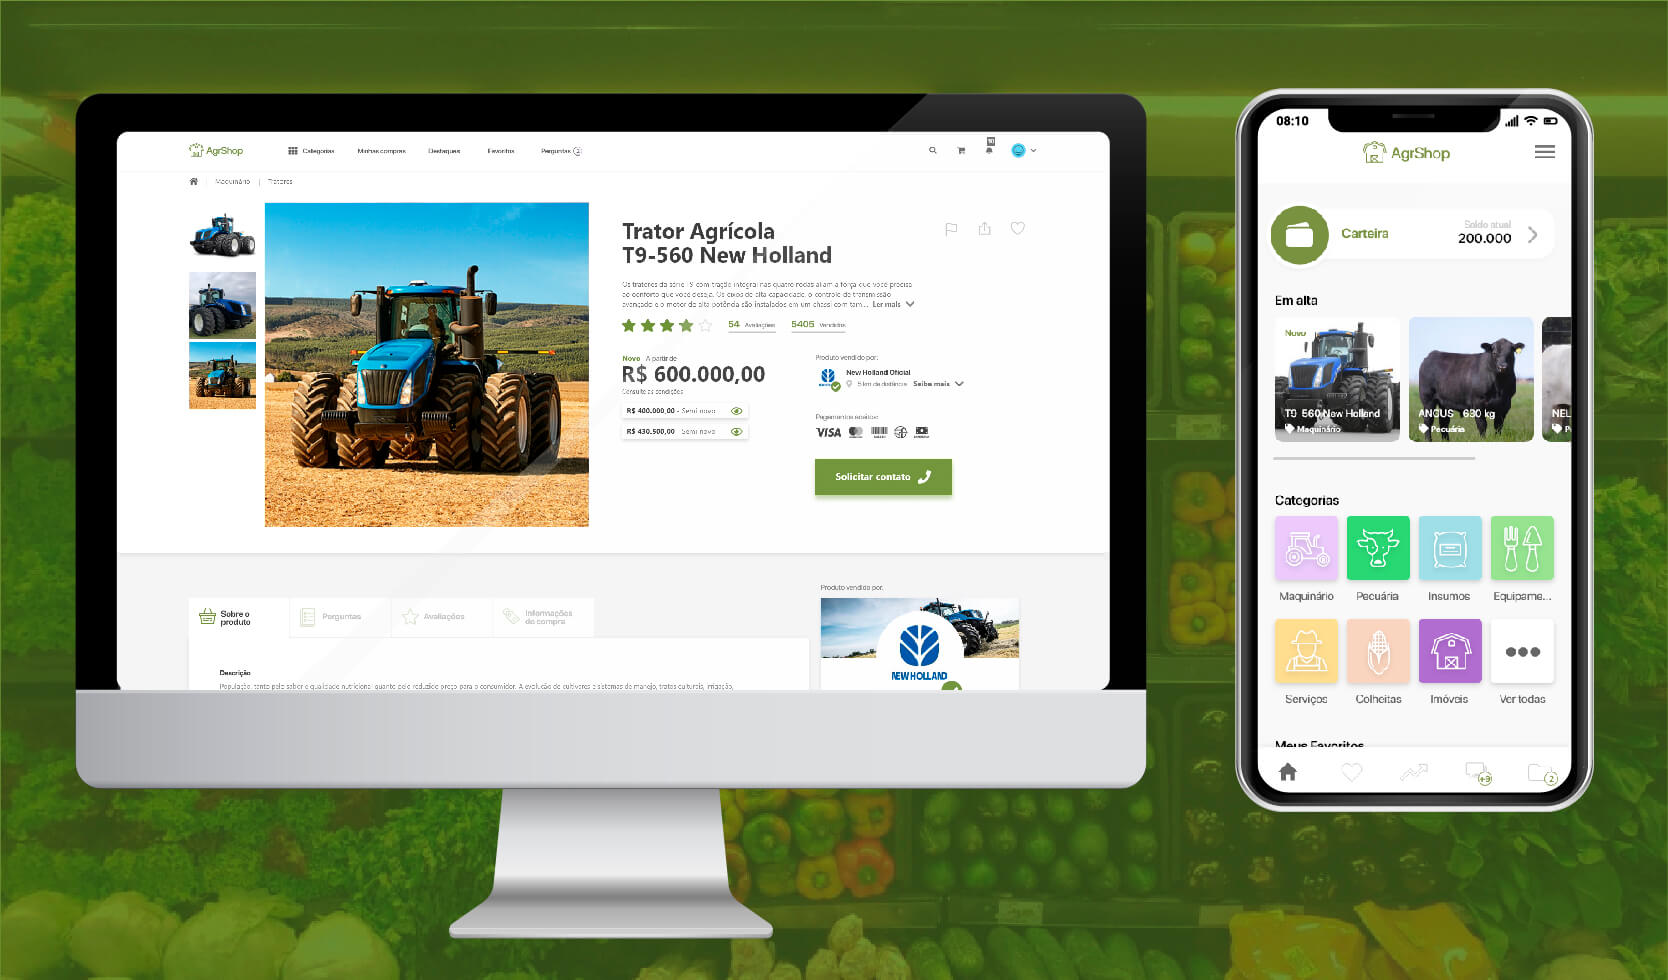 AgrShop
Categorias
Minhas compras
Destaques
Favoritos
Perguntas 2
Maquinário | Tratores
Trator Agrícola
T9-560 New Holland
Os tratores da série T9 com tração integral nas quatro rodas aliam a força que você precisa
ao conforto que você deseja. Os eixos de alta capacidade, o controle de transmissão
avançado e o motor de alta potência são instalados em um chassi com tam... Ler mais
54 Avaliações
5405 Vendidos
Novo A partir de
R$ 600.000,00
Consulte as condições
R$ 400.000,00 - Semi novo
R$ 430.500,00 - Semi novo
Produto vendido por:
New Holland Oficial
5 km de distância Saiba mais
Pagamentos aceitos:
VISA
Solicitar contato
Sobre o
produto
Perguntas
Avaliações
Informações
de compra
Descrição
População, tanto pelo sabor e qualidade nutricional quanto pelo reduzido preço para o consumidor. A evolução de cultivares e sistemas de manejo, tratos culturais, irrigação,
Produto vendido por:
NEW HOLLAND
08:10
AgrShop
Carteira
Saldo atual
200.000
Em alta
Novo
T9-560 New Holland
Maquinário
ANGUS - 630 kg
Pecuária
NEL
Categorias
Maquinário
Pecuária
Insumos
Equipame...
Serviços
Colheitas
Imóveis
Ver todas
Meus Favoritos
+9
2